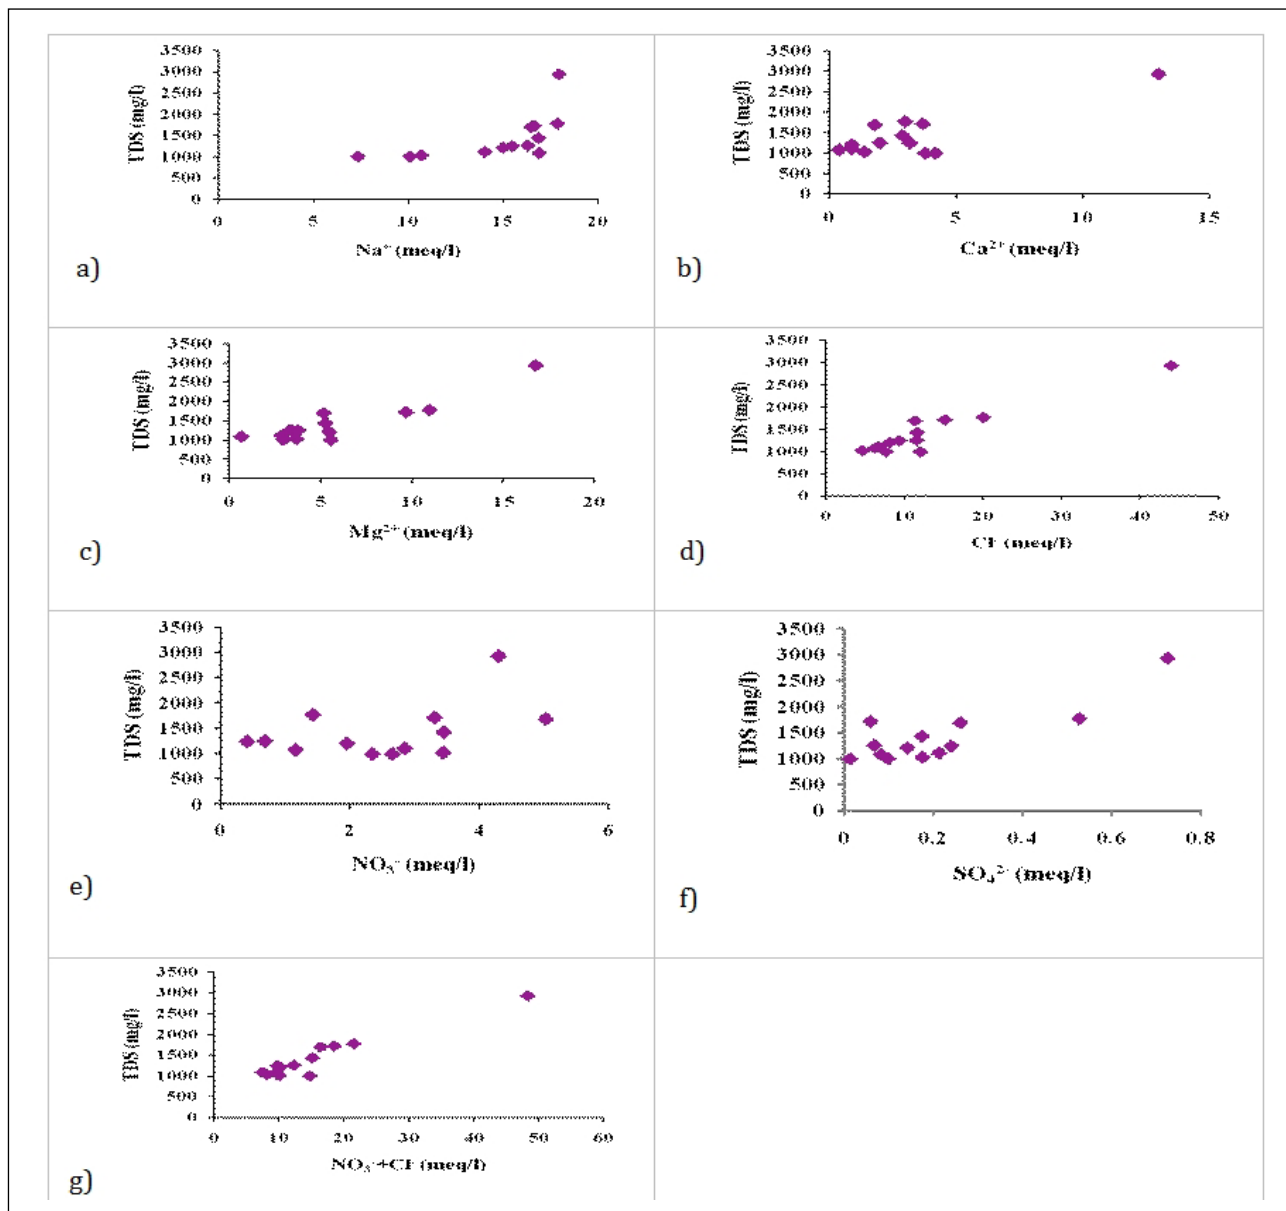 3500
3000
2500
2000
1500
1000
500
0
TDS (mg/l)
0 5 10 15 20
Na⁺ (meq/l)
a)
3500
3000
2500
2000
1500
1000
500
0
TDS (mg/l)
0 5 10 15
Ca²⁺ (meq/l)
b)
3500
3000
2500
2000
1500
1000
500
0
TDS (mg/l)
0 5 10 15 20
Mg²⁺ (meq/l)
c)
3500
3000
2500
2000
1500
1000
500
0
TDS (mg/l)
0 10 20 30 40 50
Cl⁻ (meq/l)
d)
3500
3000
2500
2000
1500
1000
500
0
TDS (mg/l)
0 2 4 6
NO₃⁻ (meq/l)
e)
3500
3000
2500
2000
1500
1000
500
0
TDS (mg/l)
0 0.2 0.4 0.6 0.8
SO₄²⁻ (meq/l)
f)
3500
3000
2500
2000
1500
1000
500
0
TDS (mg/l)
0 10 20 30 40 50 60
NO₃⁻+Cl⁻ (meq/l)
g)